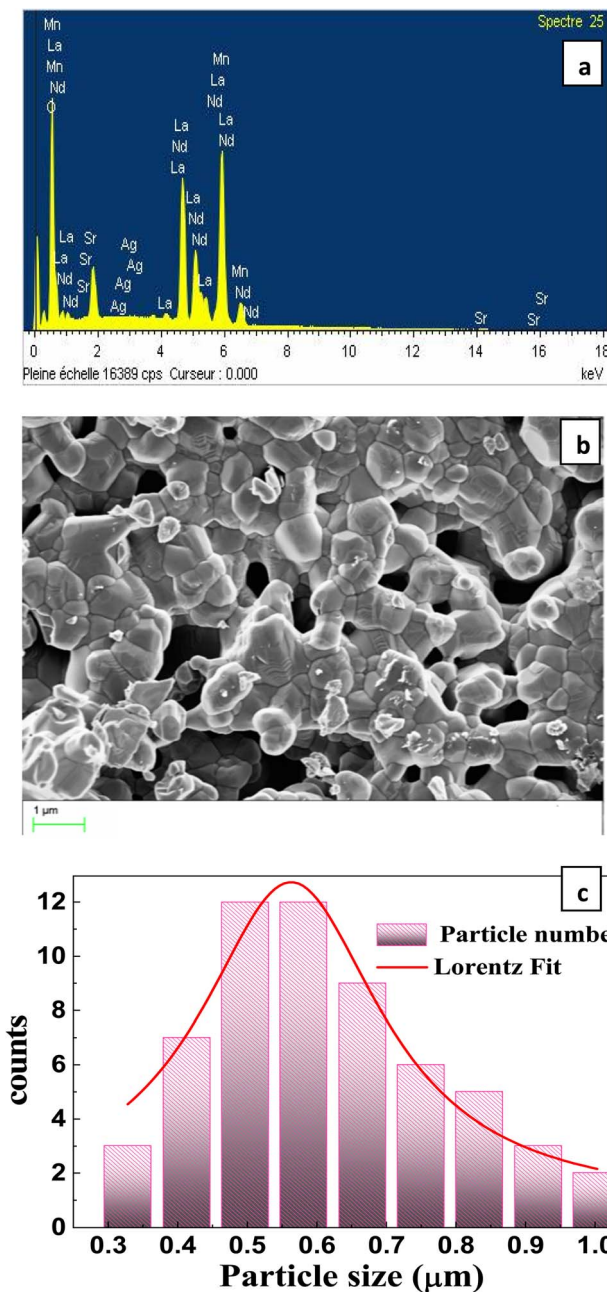 Spectre 25
a
Mn
La
Mn
Nd
O
La
La
Nd
Nd
Sr
Sr
Sr
Ag
Ag
Ag
Ag
La
La
Nd
La
La
Nd
Nd
La
Mn
La
Nd
Mn
La
Nd
Mn
Nd
Nd
Sr
Sr
Sr
0 2 4 6 8 10 12 14 16 18
Pleine échelle 16389 cps Curseur : 0.000 keV
b
1 µm
c
Particle numbe
Lorentz Fit
counts
12
10
8
6
4
2
0
0.3 0.4 0.5 0.6 0.7 0.8 0.9 1.0
Particle size (µm)